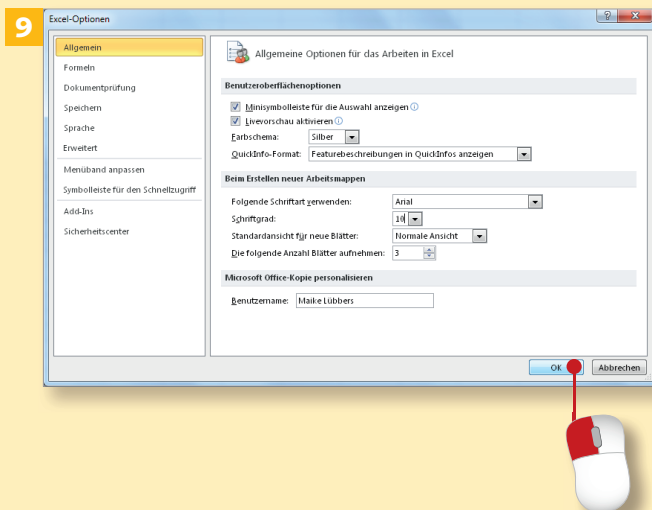 9
Excel-Optionen
Allgemein
Formeln
Dokumentprüfung
Speichern
Sprache
Erweitert
Menüband anpassen
Symbolleiste für den Schnellzugriff
Add-Ins
Sicherheitscenter
Allgemeine Optionen für das Arbeiten in Excel
Benutzeroberflächenoptionen
Minisymbolleiste für die Auswahl anzeigen
Livevorschau aktivieren
Farbschema: Silber
QuickInfo-Format: Featurebeschreibungen in QuickInfos anzeigen
Beim Erstellen neuer Arbeitsmappen
Folgende Schriftart verwenden: Arial
Schriftgrad: 10
Standardansicht für neue Blätter: Normale Ansicht
Die folgende Anzahl Blätter aufnehmen: 3
Microsoft Office-Kopie personalisieren
Benutzername: Maike Lübbers
OK Abbrechen